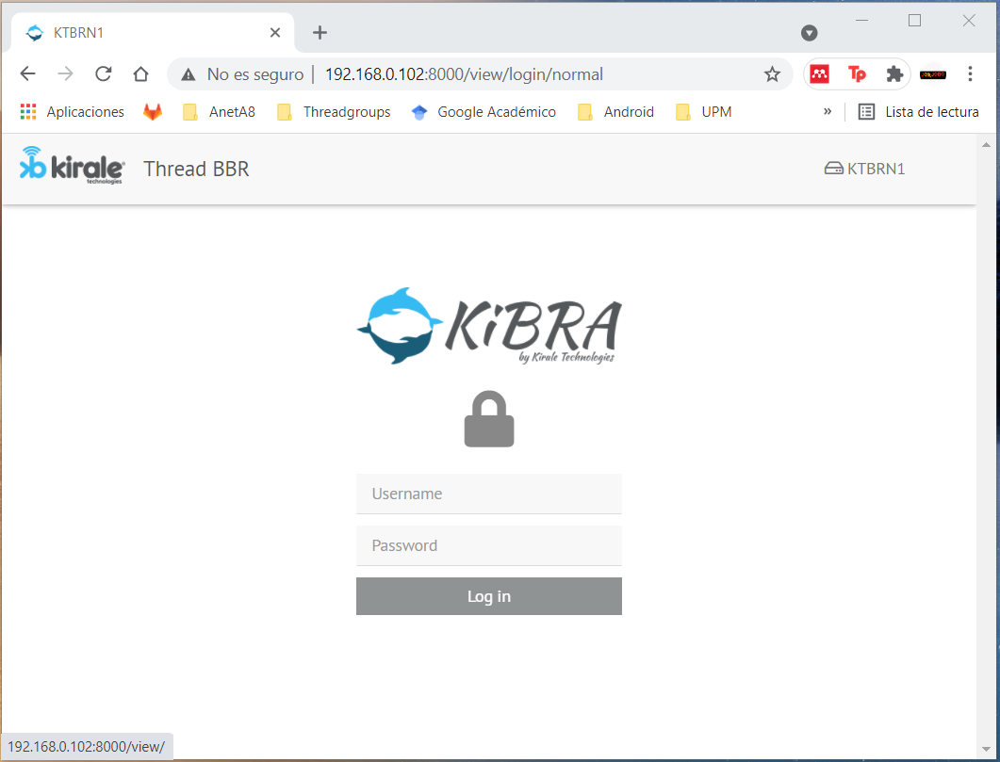 KTBRN1
No es seguro | 192.168.0.102:8000/view/login/normal
Aplicaciones AnetA8 Threadgroups Google Académico Android UPM » Lista de lectura
kb kirale technologies Thread BBR KTBRN1
KiBRA
by Kirale Technologies
Username
Password
Log in
192.168.0.102:8000/view/